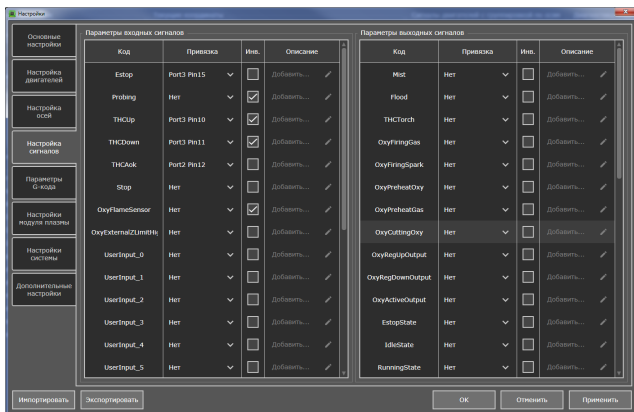 Настройки
Основные
настройки
Настройка
двигателей
Настройка
осей
Настройка
сигналов
Параметры
G-кода
Настройки
модуля плазмы
Настройки
системы
Дополнительные
настройки
Параметры входных сигналов
Код Привязка Инв. Описание
Estop Port3 Pin15 Добавить...
Probing Нет Добавить...
THCUp Port3 Pin10 Добавить...
THCDown Port3 Pin11 Добавить...
THCAok Port2 Pin12 Добавить...
Stop Нет Добавить...
OxyFlameSensor Нет Добавить...
OxyExternalZLimitHi Нет Добавить...
UserInput_0 Нет Добавить...
UserInput_1 Нет Добавить...
UserInput_2 Нет Добавить...
UserInput_3 Нет Добавить...
UserInput_4 Нет Добавить...
UserInput_5 Нет Добавить...
Параметры выходных сигналов
Код Привязка Инв. Описание
Mist Нет Добавить...
Flood Нет Добавить...
THCTorch Нет Добавить...
OxyFiringGas Нет Добавить...
OxyFiringSpark Нет Добавить...
OxyPreheatOxy Нет Добавить...
OxyPreheatGas Нет Добавить...
OxyCuttingOxy Нет Добавить...
OxyRegUpOutput Нет Добавить...
OxyRegDownOutput Нет Добавить...
OxyActiveOutput Нет Добавить...
EstopState Нет Добавить...
IdleState Нет Добавить...
RunningState Нет Добавить...
Импортировать Экспортировать OK Отменить Применить